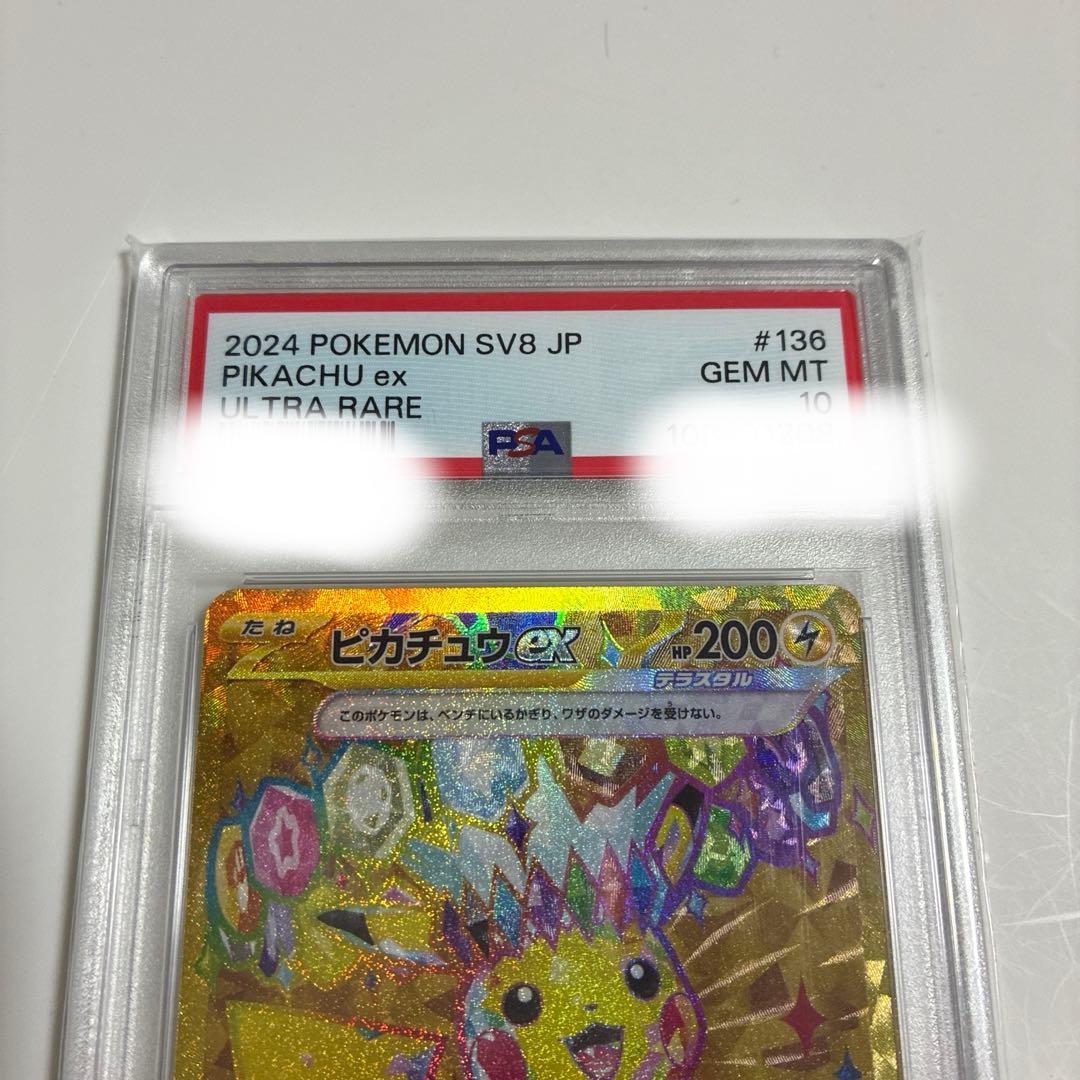 2024 POKEMON SV8 JP #136
PIKACHU ex GEM MT
ULTRA RARE 10
PSA
たね ピカチュウex HP 200
テラスタル
このポケモンは、ベンチにいるかぎり、ワザのダメージを受けない。